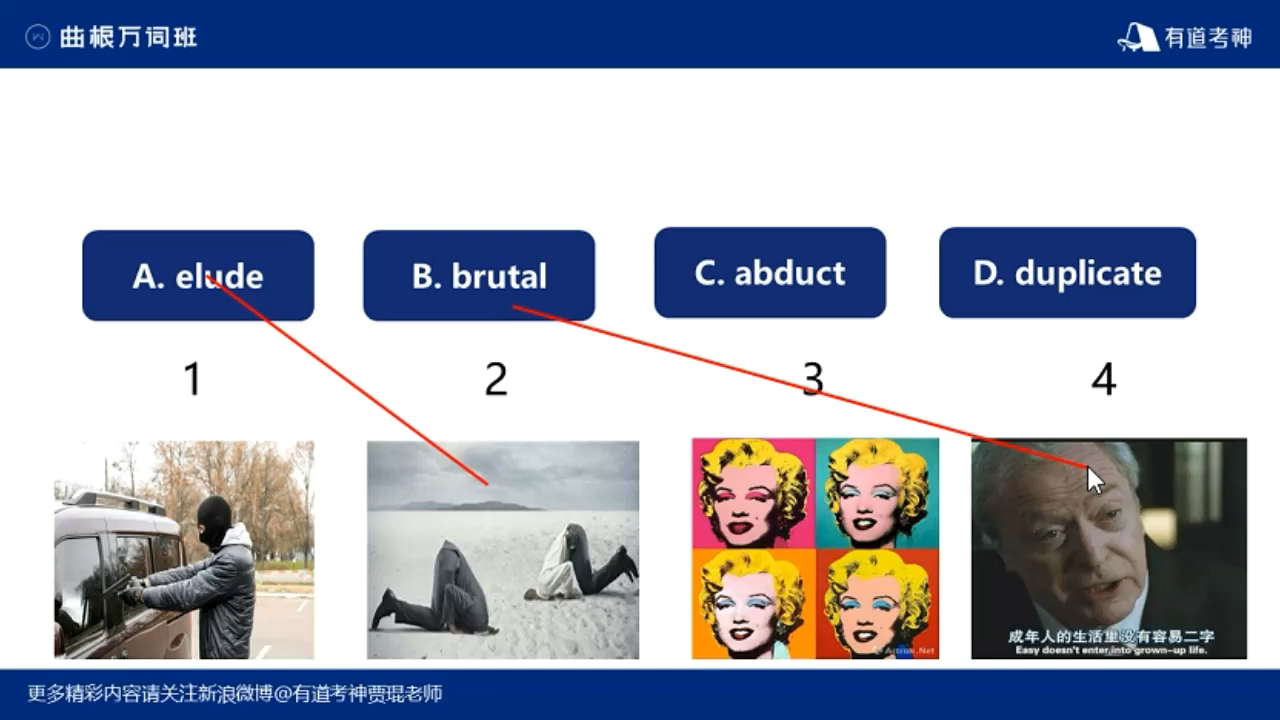 曲根万词班
有道考神
A. elude
B. brutal
C. abduct
D. duplicate
1
2
3
4
成年人的生活里没有容易二字
Easy doesn't enter into grown-up life.
更多精彩内容请关注新浪微博@有道考神贾琨老师